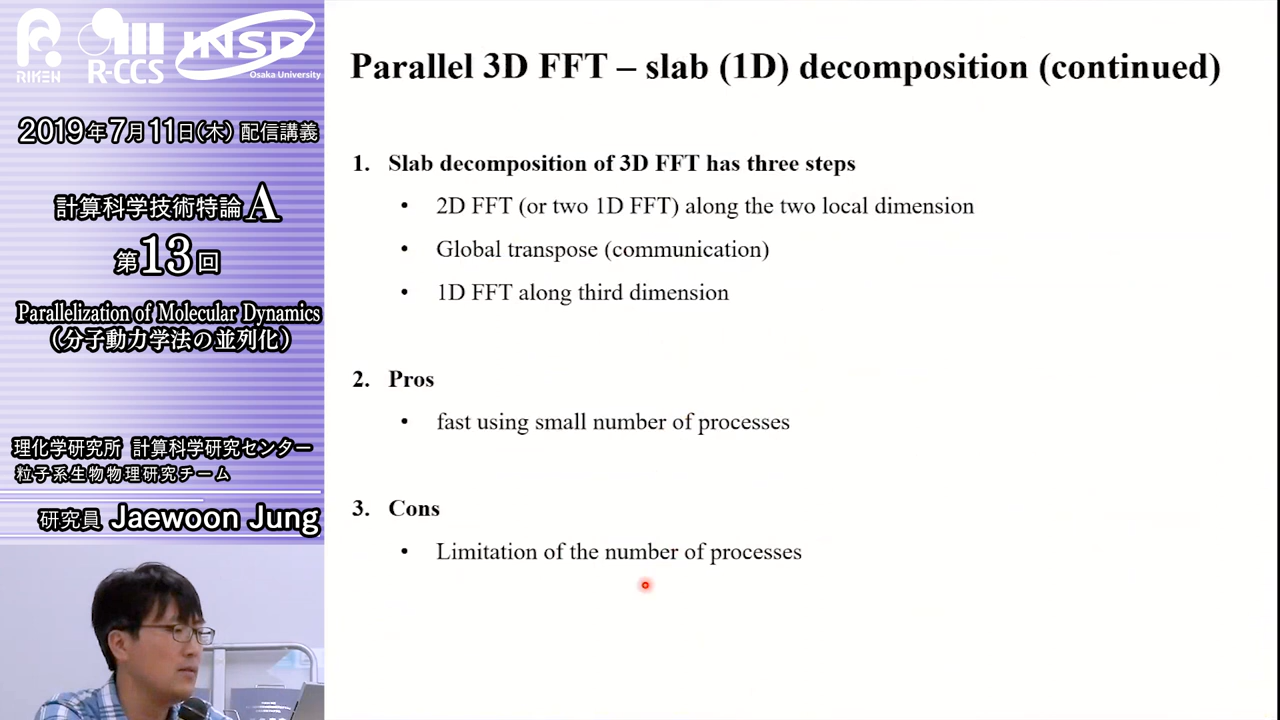 RIKEN
R-CCS
INSD
Osaka University
2019年7月11日(木) 配信講義
計算科学技術特論 A
第13回
Parallelization of Molecular Dynamics
(分子動力学法の並列化)
理化学研究所 計算科学研究センター
粒子系生物物理研究チーム
研究員 Jaewoon Jung
Parallel 3D FFT – slab (1D) decomposition (continued)
1. Slab decomposition of 3D FFT has three steps
• 2D FFT (or two 1D FFT) along the two local dimension
• Global transpose (communication)
• 1D FFT along third dimension
2. Pros
• fast using small number of processes
3. Cons
• Limitation of the number of processes